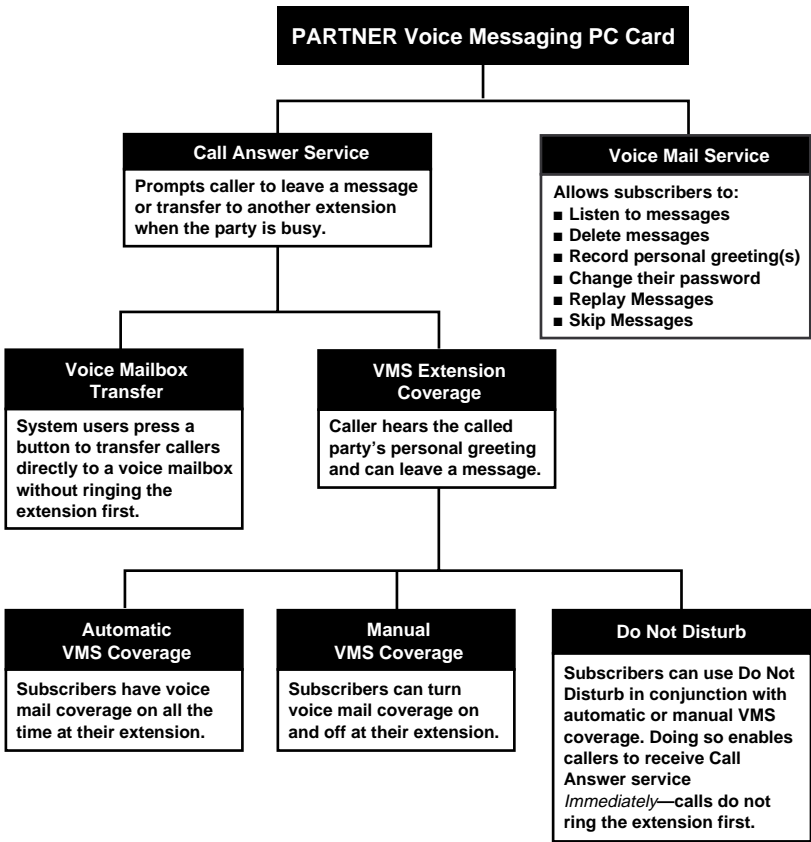 PARTNER Voice Messaging PC Card
Call Answer Service
Prompts caller to leave a message
or transfer to another extension
when the party is busy.
Voice Mail Service
Allows subscribers to:
■ Listen to messages
■ Delete messages
■ Record personal greeting(s)
■ Change their password
■ Replay Messages
■ Skip Messages
Voice Mailbox
Transfer
System users press a
button to transfer callers
directly to a voice mailbox
without ringing the
extension first.
VMS Extension
Coverage
Caller hears the called
party’s personal greeting
and can leave a message.
Automatic
VMS Coverage
Subscribers have voice
mail coverage on all the
time at their extension.
Manual
VMS Coverage
Subscribers can turn
voice mail coverage on
and off at their extension.
Do Not Disturb
Subscribers can use Do Not
Disturb in conjunction with
automatic or manual VMS
coverage. Doing so enables
callers to receive Call
Answer service
Immediately—calls do not
ring the extension first.